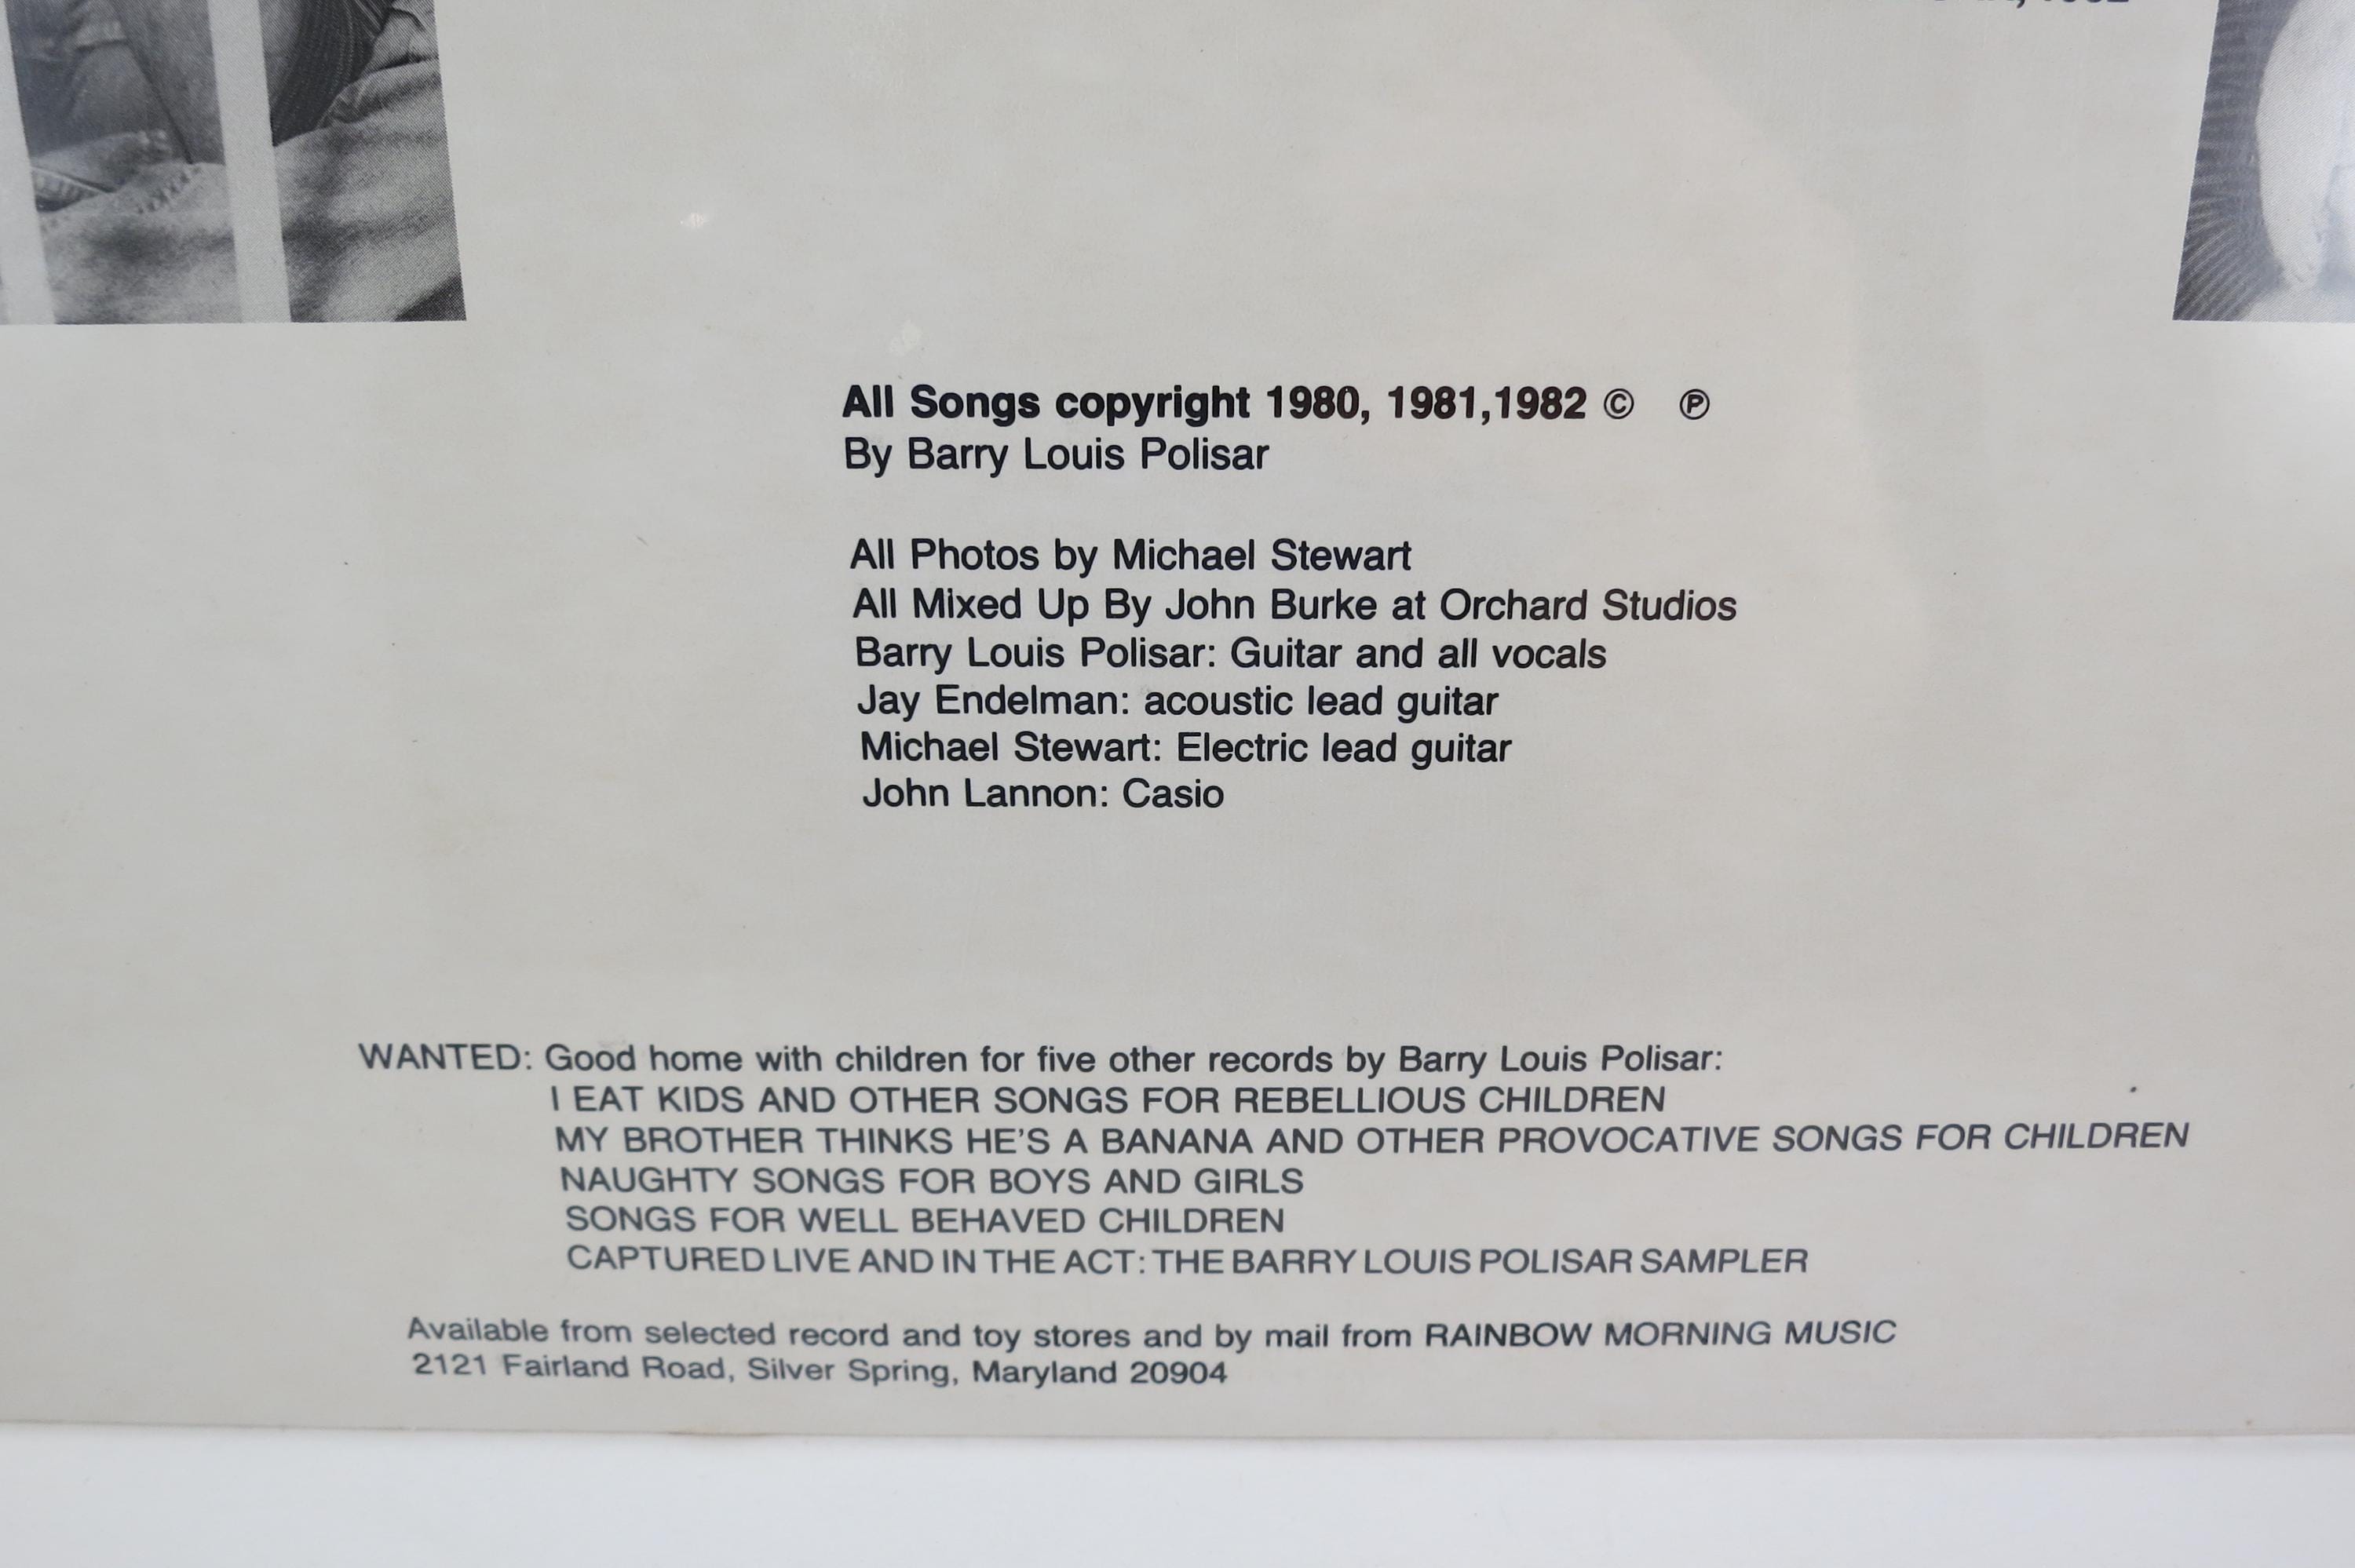 All Songs copyright 1980, 1981,1982 © ℗
By Barry Louis Polisar
All Photos by Michael Stewart
All Mixed Up By John Burke at Orchard Studios
Barry Louis Polisar: Guitar and all vocals
Jay Endelman: acoustic lead guitar
Michael Stewart: Electric lead guitar
John Lannon: Casio
WANTED: Good home with children for five other records by Barry Louis Polisar:
I EAT KIDS AND OTHER SONGS FOR REBELLIOUS CHILDREN
MY BROTHER THINKS HE'S A BANANA AND OTHER PROVOCATIVE SONGS FOR CHILDREN
NAUGHTY SONGS FOR BOYS AND GIRLS
SONGS FOR WELL BEHAVED CHILDREN
CAPTURED LIVE AND IN THE ACT: THE BARRY LOUIS POLISAR SAMPLER
Available from selected record and toy stores and by mail from RAINBOW MORNING MUSIC
2121 Fairland Road, Silver Spring, Maryland 20904